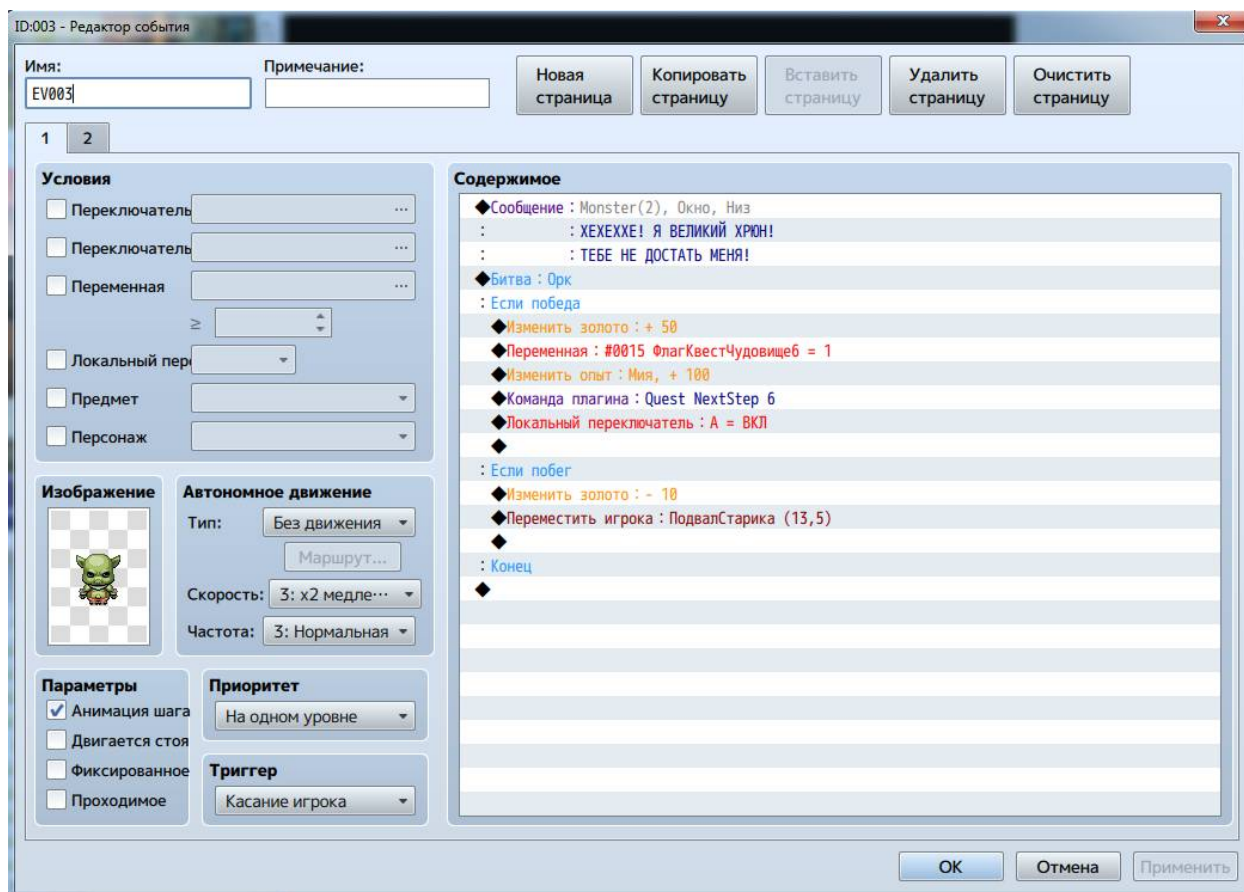 ID:003 - Редактор события
x
Имя:
Примечание:
EV003
Новая страница
Копировать страницу
Вставить страницу
Удалить страницу
Очистить страницу
1 2
Условия
Переключатель ...
Переключатель ...
Переменная ...
≥
Локальный пер
Предмет
Персонаж
Изображение
Автономное движение
Тип: Без движения
Маршрут...
Скорость: 3: x2 медле...
Частота: 3: Нормальная
Параметры
Анимация шага
Двигается стоя
Фиксированное
Проходимое
Приоритет
На одном уровне
Триггер
Касание игрока
Содержимое
◆Сообщение : Monster(2), Окно, Низ
: : ХЕХЕХХЕ! Я ВЕЛИКИЙ ХРЮН!
: : ТЕБЕ НЕ ДОСТАТЬ МЕНЯ!
◆Битва : Орк
: Если победа
◆Изменить золото : + 50
◆Переменная : #0015 ФлагКвестЧудовище6 = 1
◆Изменить опыт : Мия, + 100
◆Команда плагина : Quest NextStep 6
◆Локальный переключатель : A = ВКЛ
◆
: Если побег
◆Изменить золото : - 10
◆Переместить игрока : ПодвалСтарика (13,5)
◆
: Конец
◆
OK
Отмена
Применить